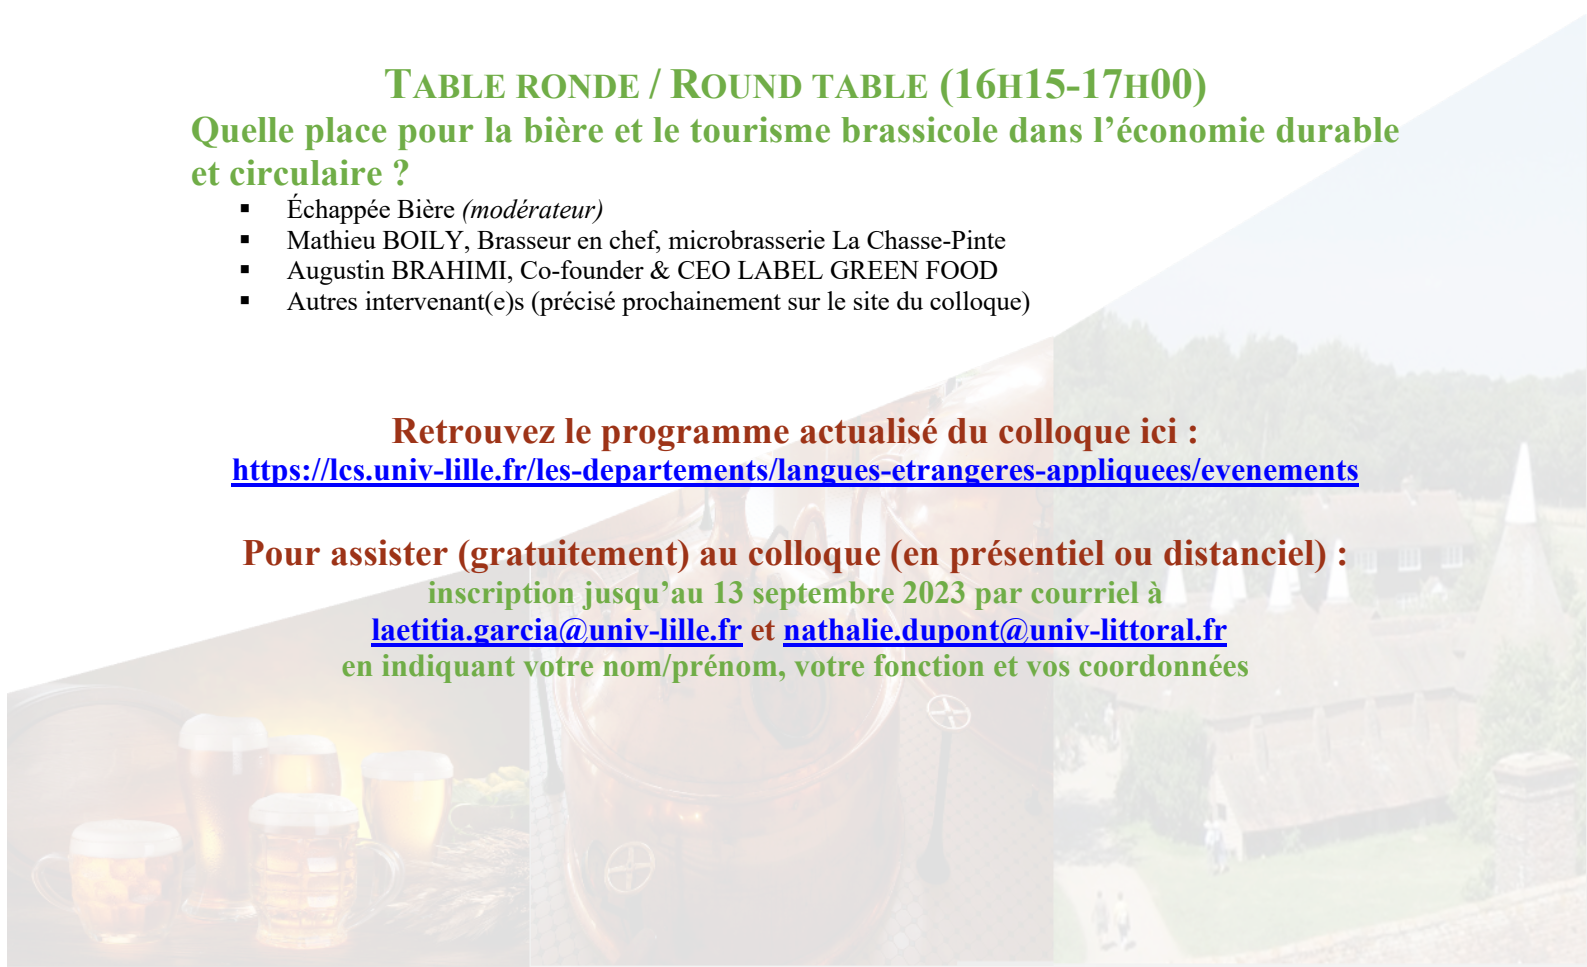 TABLE RONDE / ROUND TABLE (16H15-17H00)
Quelle place pour la bière et le tourisme brassicole dans l’économie durable
et circulaire ?
▪ Échappée Bière (modérateur)
▪ Mathieu BOILY, Brasseur en chef, microbrasserie La Chasse-Pinte
▪ Augustin BRAHIMI, Co-founder & CEO LABEL GREEN FOOD
▪ Autres intervenant(e)s (précisé prochainement sur le site du colloque)
Retrouvez le programme actualisé du colloque ici :
https://lcs.univ-lille.fr/les-departements/langues-etrangeres-appliquees/evenements
Pour assister (gratuitement) au colloque (en présentiel ou distanciel) :
inscription jusqu’au 13 septembre 2023 par courriel à
laetitia.garcia@univ-lille.fr et nathalie.dupont@univ-littoral.fr
en indiquant votre nom/prénom, votre fonction et vos coordonnées